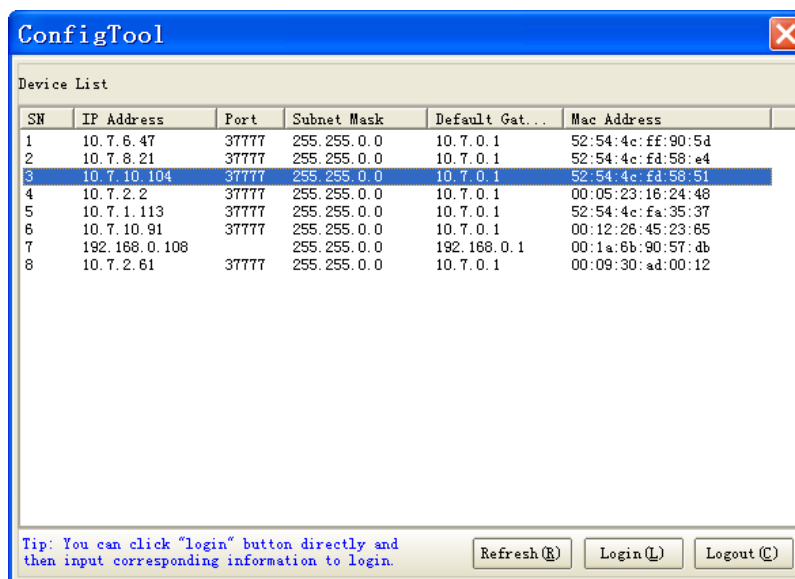 ConfigTool
Device List
SN IP Address Port Subnet Mask Default Gat... Mac Address
1 10.7.6.47 37777 255.255.0.0 10.7.0.1 52:54:4c:ff:90:5d
2 10.7.8.21 37777 255.255.0.0 10.7.0.1 52:54:4c:fd:58:e4
3 10.7.10.104 37777 255.255.0.0 10.7.0.1 52:54:4c:fd:58:51
4 10.7.2.2 37777 255.255.0.0 10.7.0.1 00:05:23:16:24:48
5 10.7.1.113 37777 255.255.0.0 10.7.0.1 52:54:4c:fa:35:37
6 10.7.10.91 37777 255.255.0.0 10.7.0.1 00:12:26:45:23:65
7 192.168.0.108 255.255.0.0 192.168.0.1 00:1a:6b:90:57:db
8 10.7.2.61 37777 255.255.0.0 10.7.0.1 00:09:30:ad:00:12
Tip: You can click "login" button directly and
then input corresponding information to login.
Refresh(R) Login(L) Logout(C)